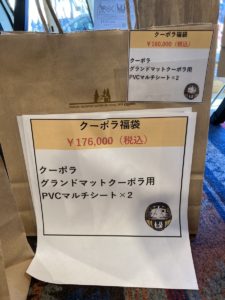 クーポラ福袋
￥160,000（税込）
クーポラ
グランドマットクーポラ用
PVCマルチシート×2
クーポラ福袋
￥176,000（税込）
クーポラ
グランドマットクーポラ用
PVCマルチシート×2